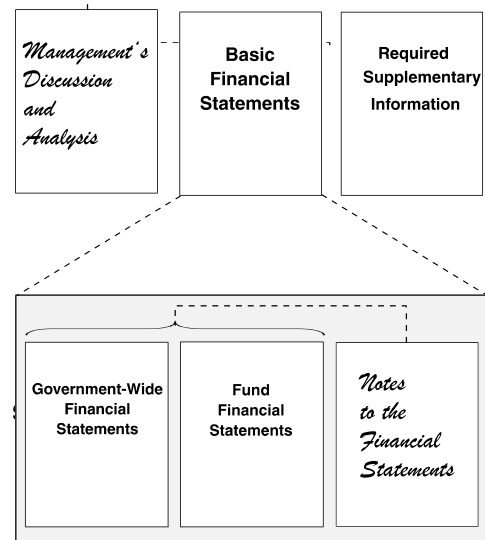 Management's
Discussion
and
Analysis
Basic
Financial
Statements
Required
Supplementary
Information
Government-Wide
Financial
Statements
Fund
Financial
Statements
Notes
to the
Financial
Statements